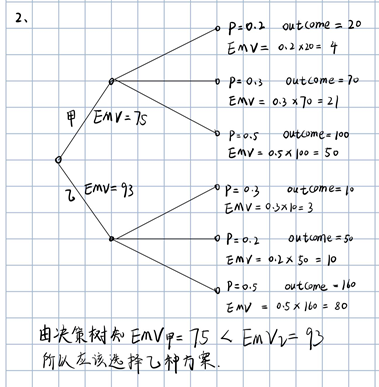 2、
P=0.2 outcome=20
EMV= 0.2×20= 4
P=0.3 outcome=70
EMV = 0.3×70=21
甲 EMV=75
P=0.5 outcome=100
EMV=0.5×100=50
乙 EMV=93
P=0.3 outcome=10
EMV=0.3×10=3
P=0.2 outcome=50
EMV=0.2×50=10
P=0.5 outcome=160
EMV = 0.5×160=80
由决策树知 EMV甲=75 < EMV乙=93
所以应该选择乙种方案.